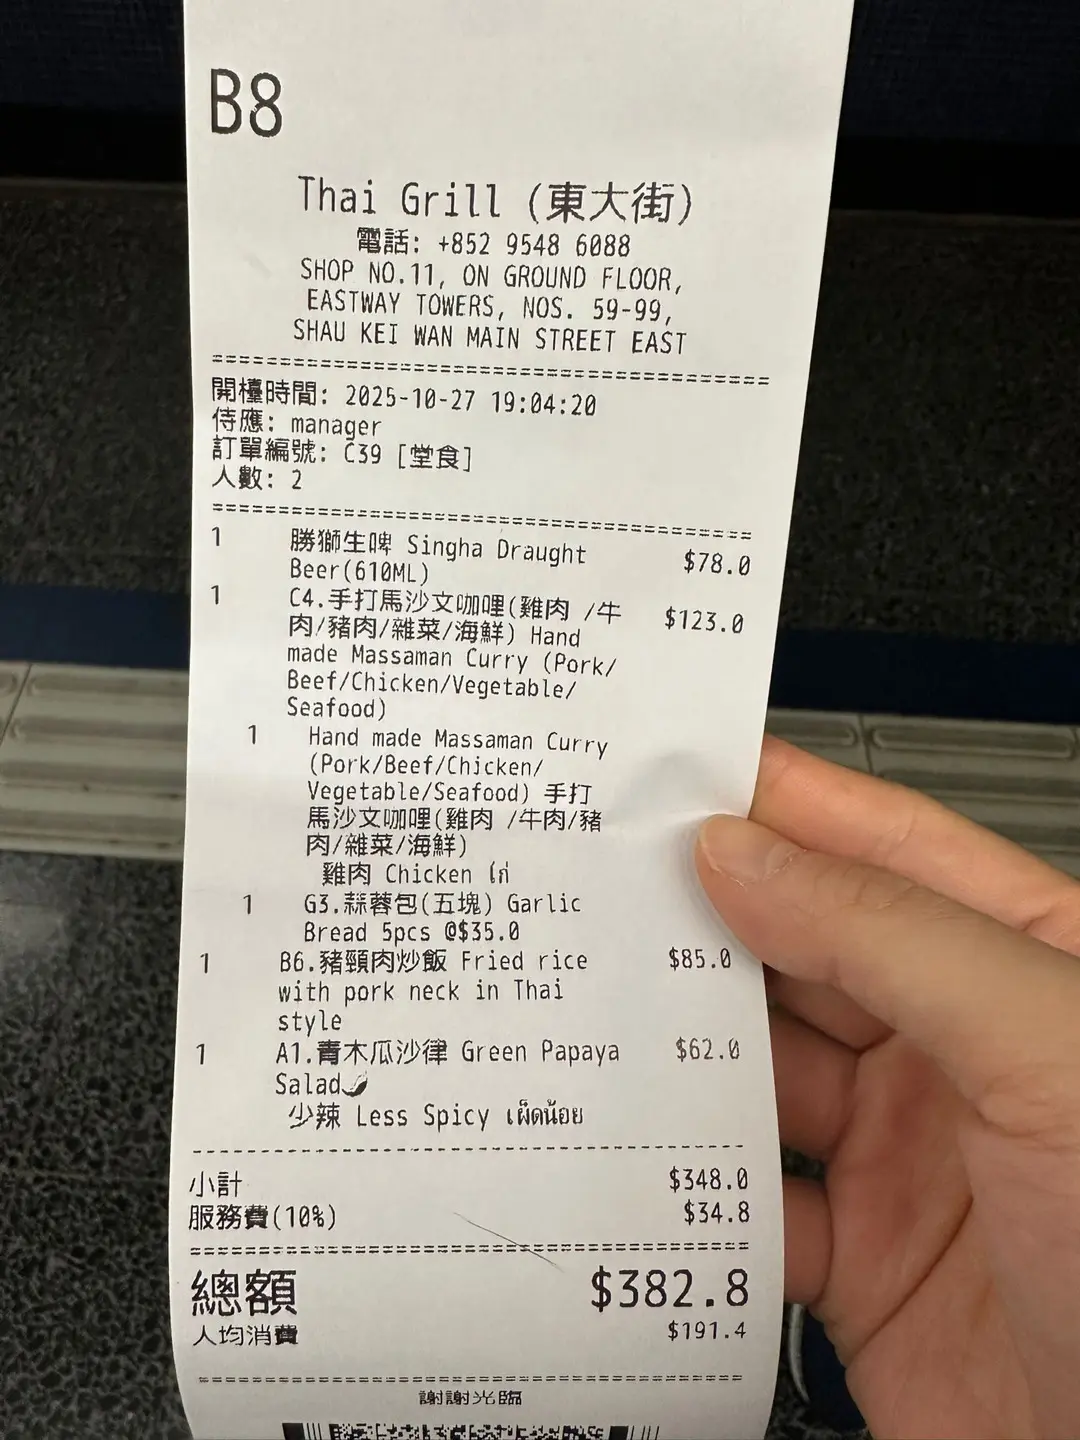 B8
Thai Grill (東大街)
電話: +852 9548 6088
SHOP NO.11, ON GROUND FLOOR,
EASTWAY TOWERS, NOS. 59-99,
SHAU KEI WAN MAIN STREET EAST
開檯時間: 2025-10-27 19:04:20
侍應: manager
訂單編號: C39 [堂食]
人數: 2
1 勝獅生啤 Singha Draught $78.0
Beer(610ML)
1 C4.手打馬沙文咖哩(雞肉 /牛 $123.0
肉/豬肉/雜菜/海鮮) Hand
made Massaman Curry (Pork/
Beef/Chicken/Vegetable/
Seafood)
1 Hand made Massaman Curry
(Pork/Beef/Chicken/
Vegetable/Seafood) 手打
馬沙文咖哩(雞肉 /牛肉/豬
肉/雜菜/海鮮)
雞肉 Chicken ไก่
1 G3.蒜蓉包(五塊) Garlic
Bread 5pcs @$35.0
1 B6.豬頸肉炒飯 Fried rice $85.0
with pork neck in Thai
style
1 A1.青木瓜沙律 Green Papaya $62.0
Salad🌶
少辣 Less Spicy เผ็ดน้อย
小計 $348.0
服務費(10%) $34.8
總額 $382.8
人均消費 $191.4
謝謝光臨